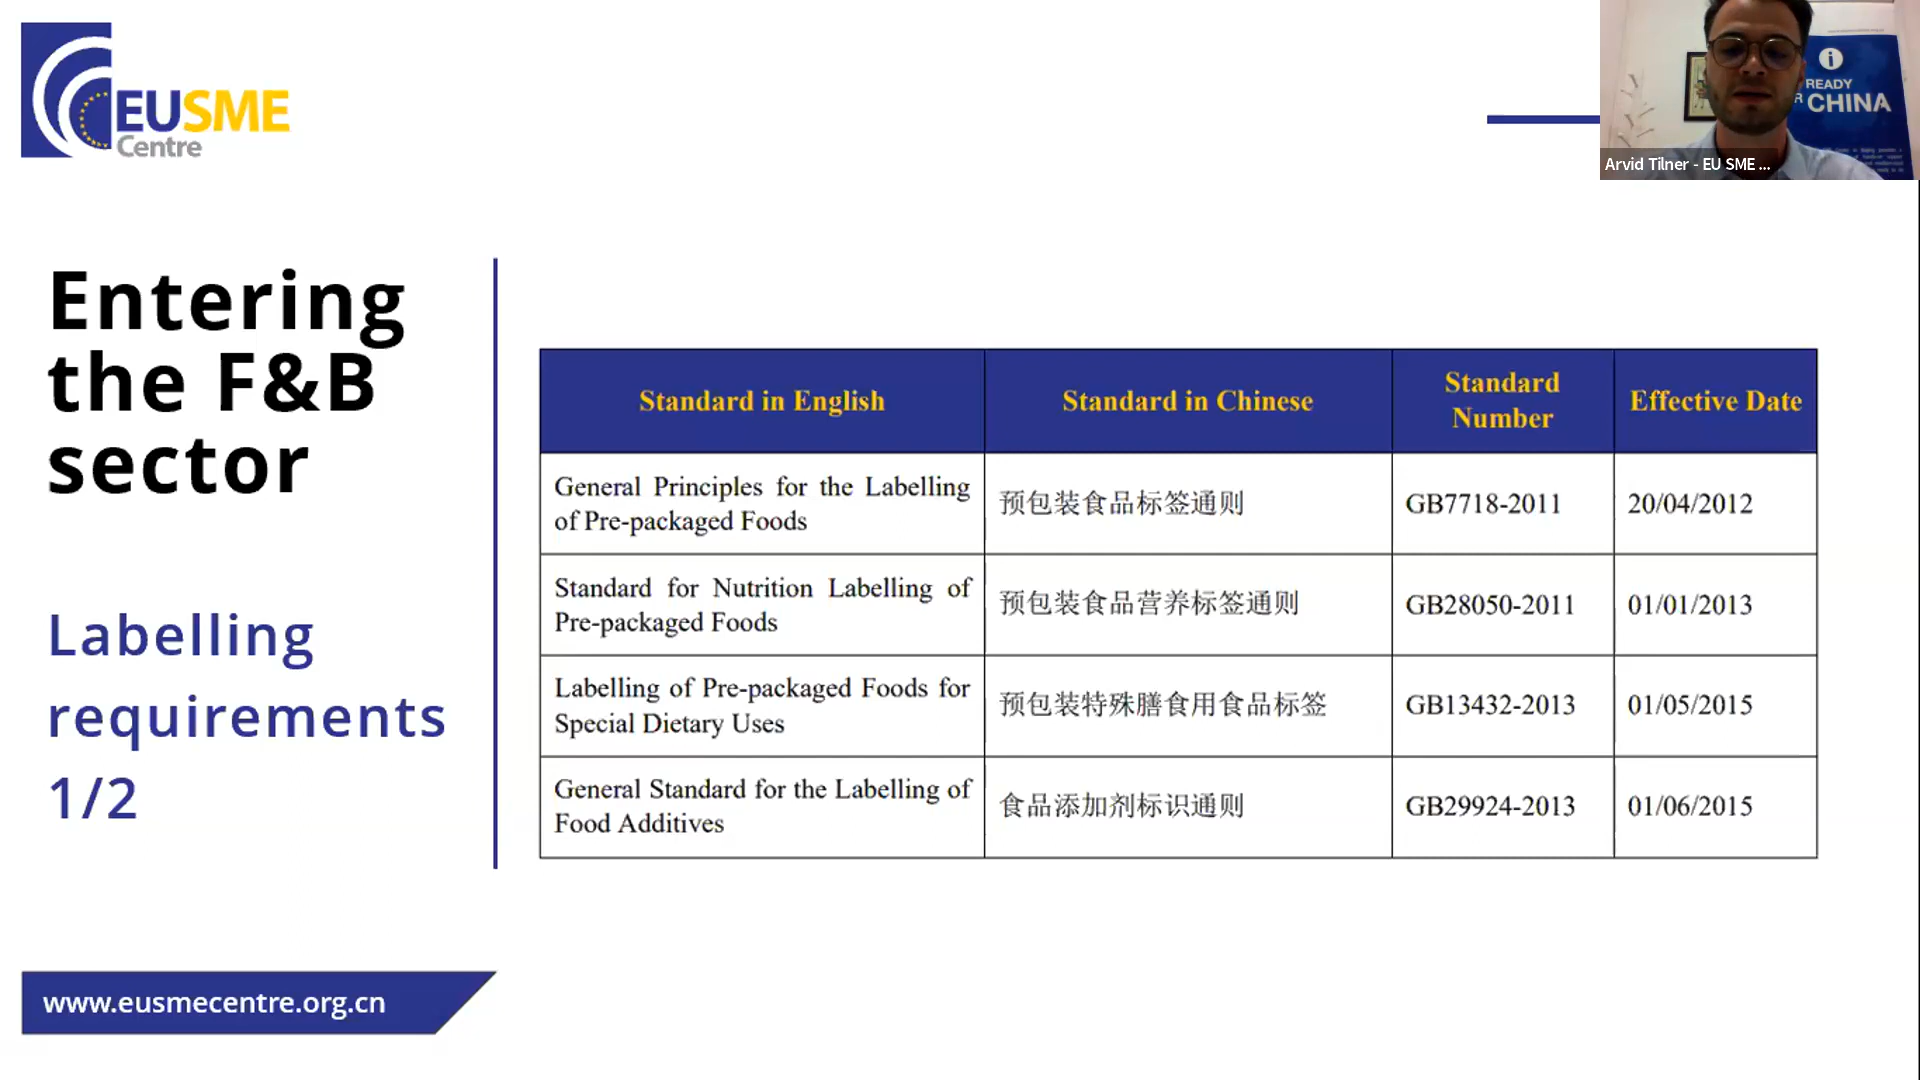 EUSME
Centre
READY
R CHINA
Arvid Tilner - EU SME ...
Entering
the F&B
sector
Labelling
requirements
1/2
Standard in English
Standard in Chinese
Standard
Number
Effective Date
General Principles for the Labelling
of Pre-packaged Foods
预包装食品标签通则
GB7718-2011
20/04/2012
Standard for Nutrition Labelling of
Pre-packaged Foods
预包装食品营养标签通则
GB28050-2011
01/01/2013
Labelling of Pre-packaged Foods for
Special Dietary Uses
预包装特殊膳食用食品标签
GB13432-2013
01/05/2015
General Standard for the Labelling of
Food Additives
食品添加剂标识通则
GB29924-2013
01/06/2015
www.eusmecentre.org.cn